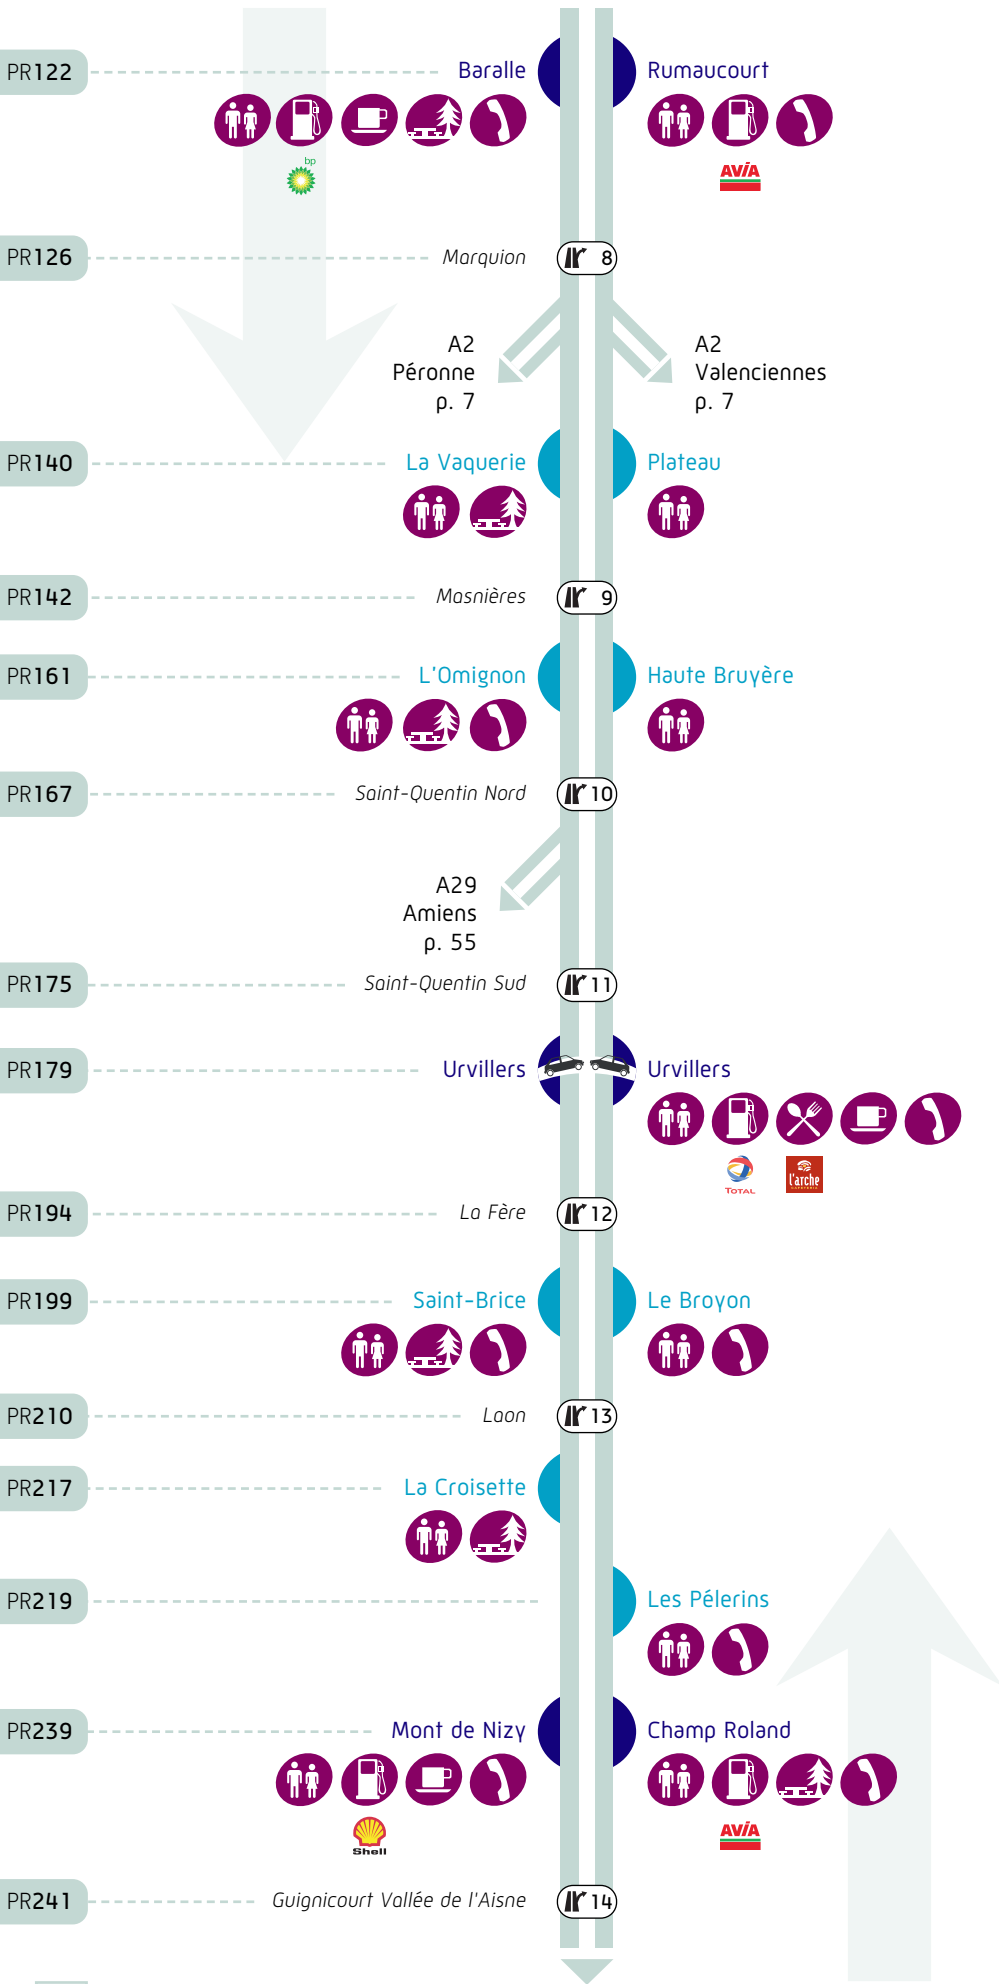 PR122
Baralle
Rumaucourt
bp
AVIA
PR126
Marquion
8
A2
Péronne
p. 7
A2
Valenciennes
p. 7
PR140
La Vaquerie
Plateau
PR142
Masnières
9
PR161
L'Omignon
Haute Bruyère
PR167
Saint-Quentin Nord
10
A29
Amiens
p. 55
PR175
Saint-Quentin Sud
11
PR179
Urvillers
Urvillers
TOTAL
l'arche
CAFETERIE
PR194
La Fère
12
PR199
Saint-Brice
Le Broyon
PR210
Laon
13
PR217
La Croisette
PR219
Les Pélerins
PR239
Mont de Nizy
Champ Roland
Shell
AVIA
PR241
Guignicourt Vallée de l'Aisne
14